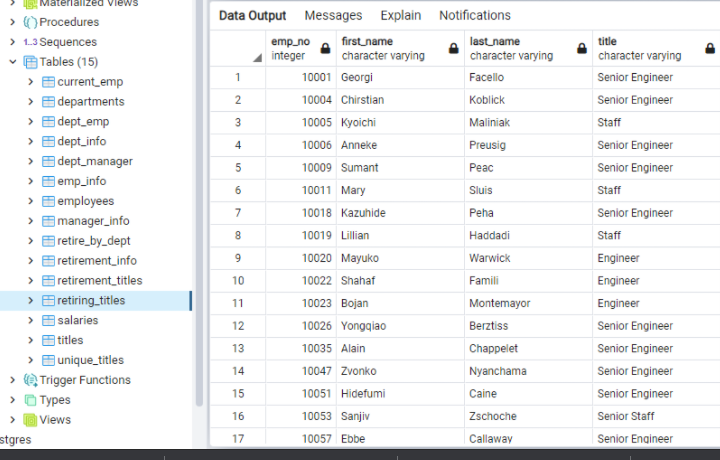 Materialized Views
Procedures
1..3 Sequences
Tables (15)
current_emp
departments
dept_emp
dept_info
dept_manager
emp_info
employees
manager_info
retire_by_dept
retirement_info
retirement_titles
retiring_titles
salaries
titles
unique_titles
Trigger Functions
Types
Views
stgres
Data Output Messages Explain Notifications
emp_no first_name last_name title
integer character varying character varying character varying
1 10001 Georgi Facello Senior Engineer
2 10004 Chirstian Koblick Senior Engineer
3 10005 Kyoichi Maliniak Staff
4 10006 Anneke Preusig Senior Engineer
5 10009 Sumant Peac Senior Engineer
6 10011 Mary Sluis Staff
7 10018 Kazuhide Peha Senior Engineer
8 10019 Lillian Haddadi Staff
9 10020 Mayuko Warwick Engineer
10 10022 Shahaf Famili Engineer
11 10023 Bojan Montemayor Engineer
12 10026 Yongqiao Berztiss Senior Engineer
13 10035 Alain Chappelet Senior Engineer
14 10047 Zvonko Nyanchama Senior Engineer
15 10051 Hidefumi Caine Senior Engineer
16 10053 Sanjiv Zschoche Senior Staff
17 10057 Ebbe Callaway Senior Engineer